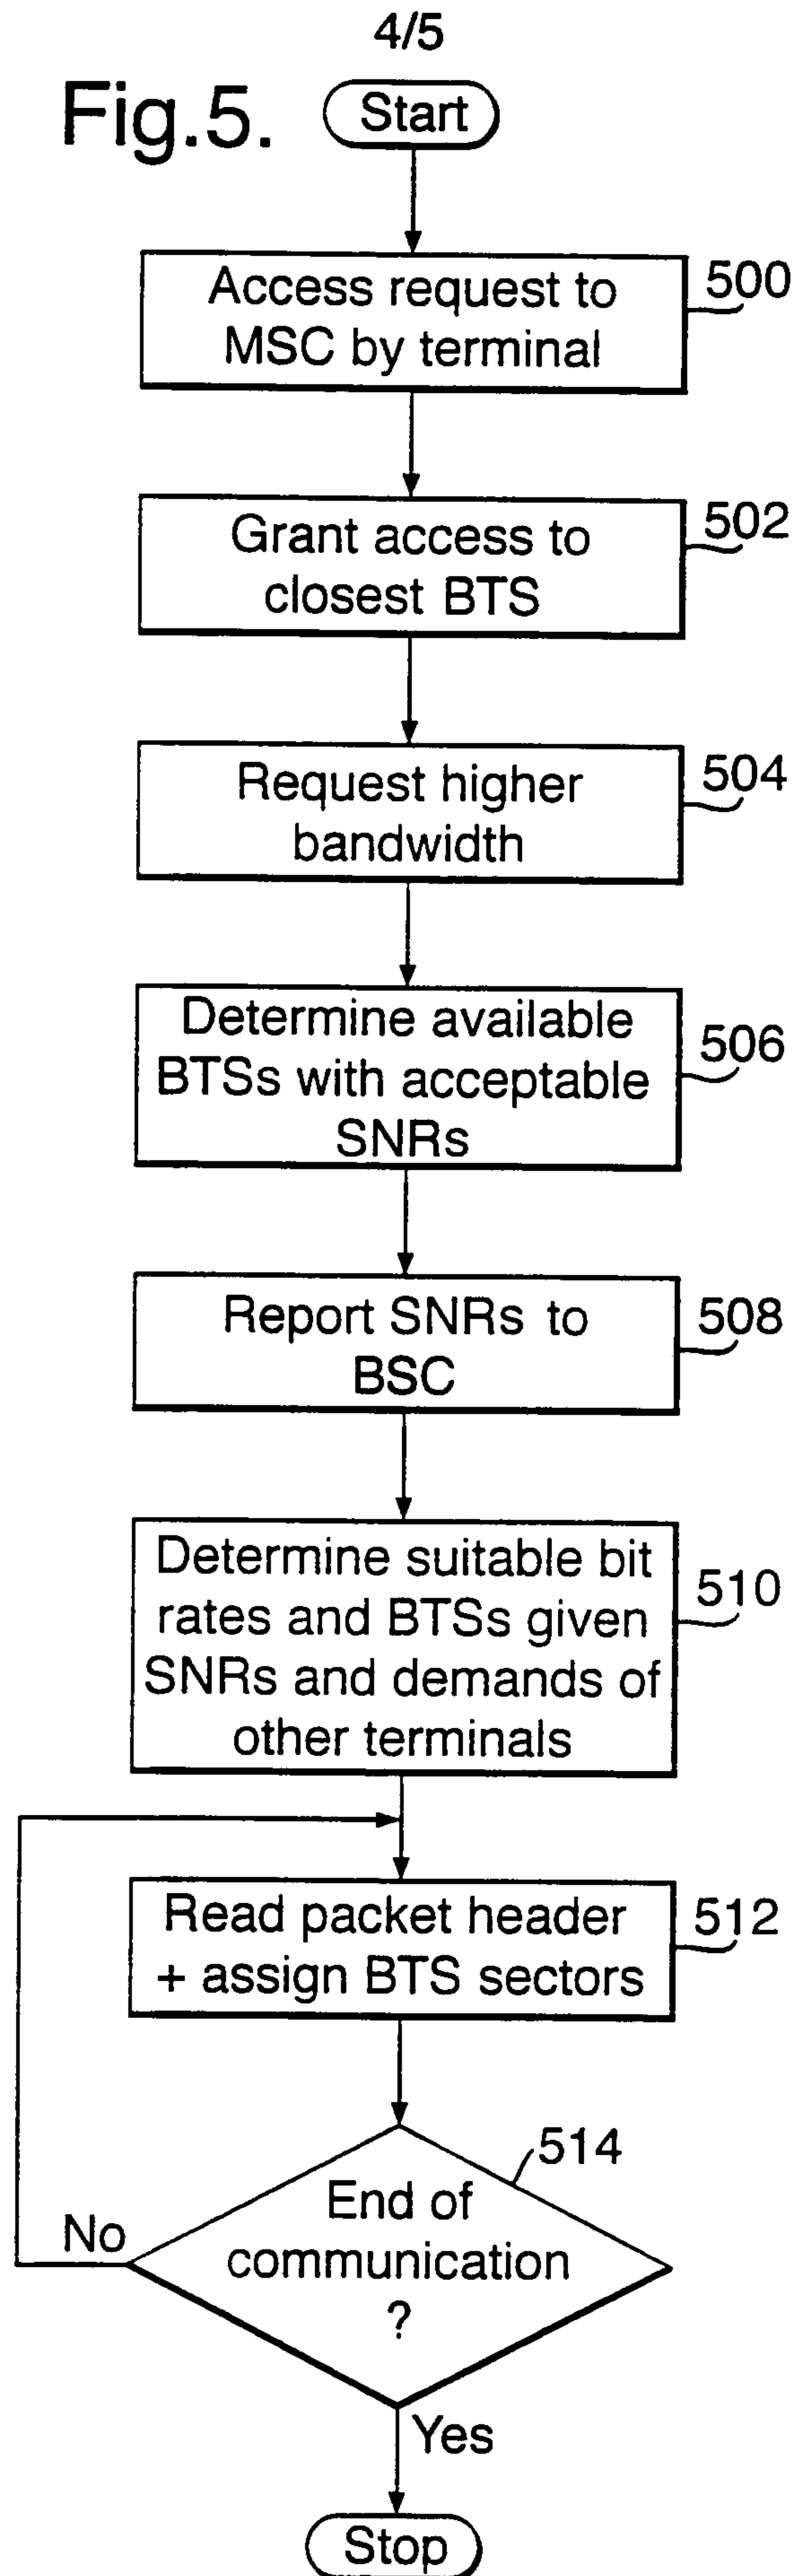 4/5
Fig.5.
Start
Access request to
MSC by terminal
500
Grant access to
closest BTS
502
Request higher
bandwidth
504
Determine available
BTSs with acceptable
SNRs
506
Report SNRs to
BSC
508
Determine suitable bit
rates and BTSs given
SNRs and demands of
other terminals
510
Read packet header
+ assign BTS sectors
512
514
End of
communication
?
No
Yes
Stop